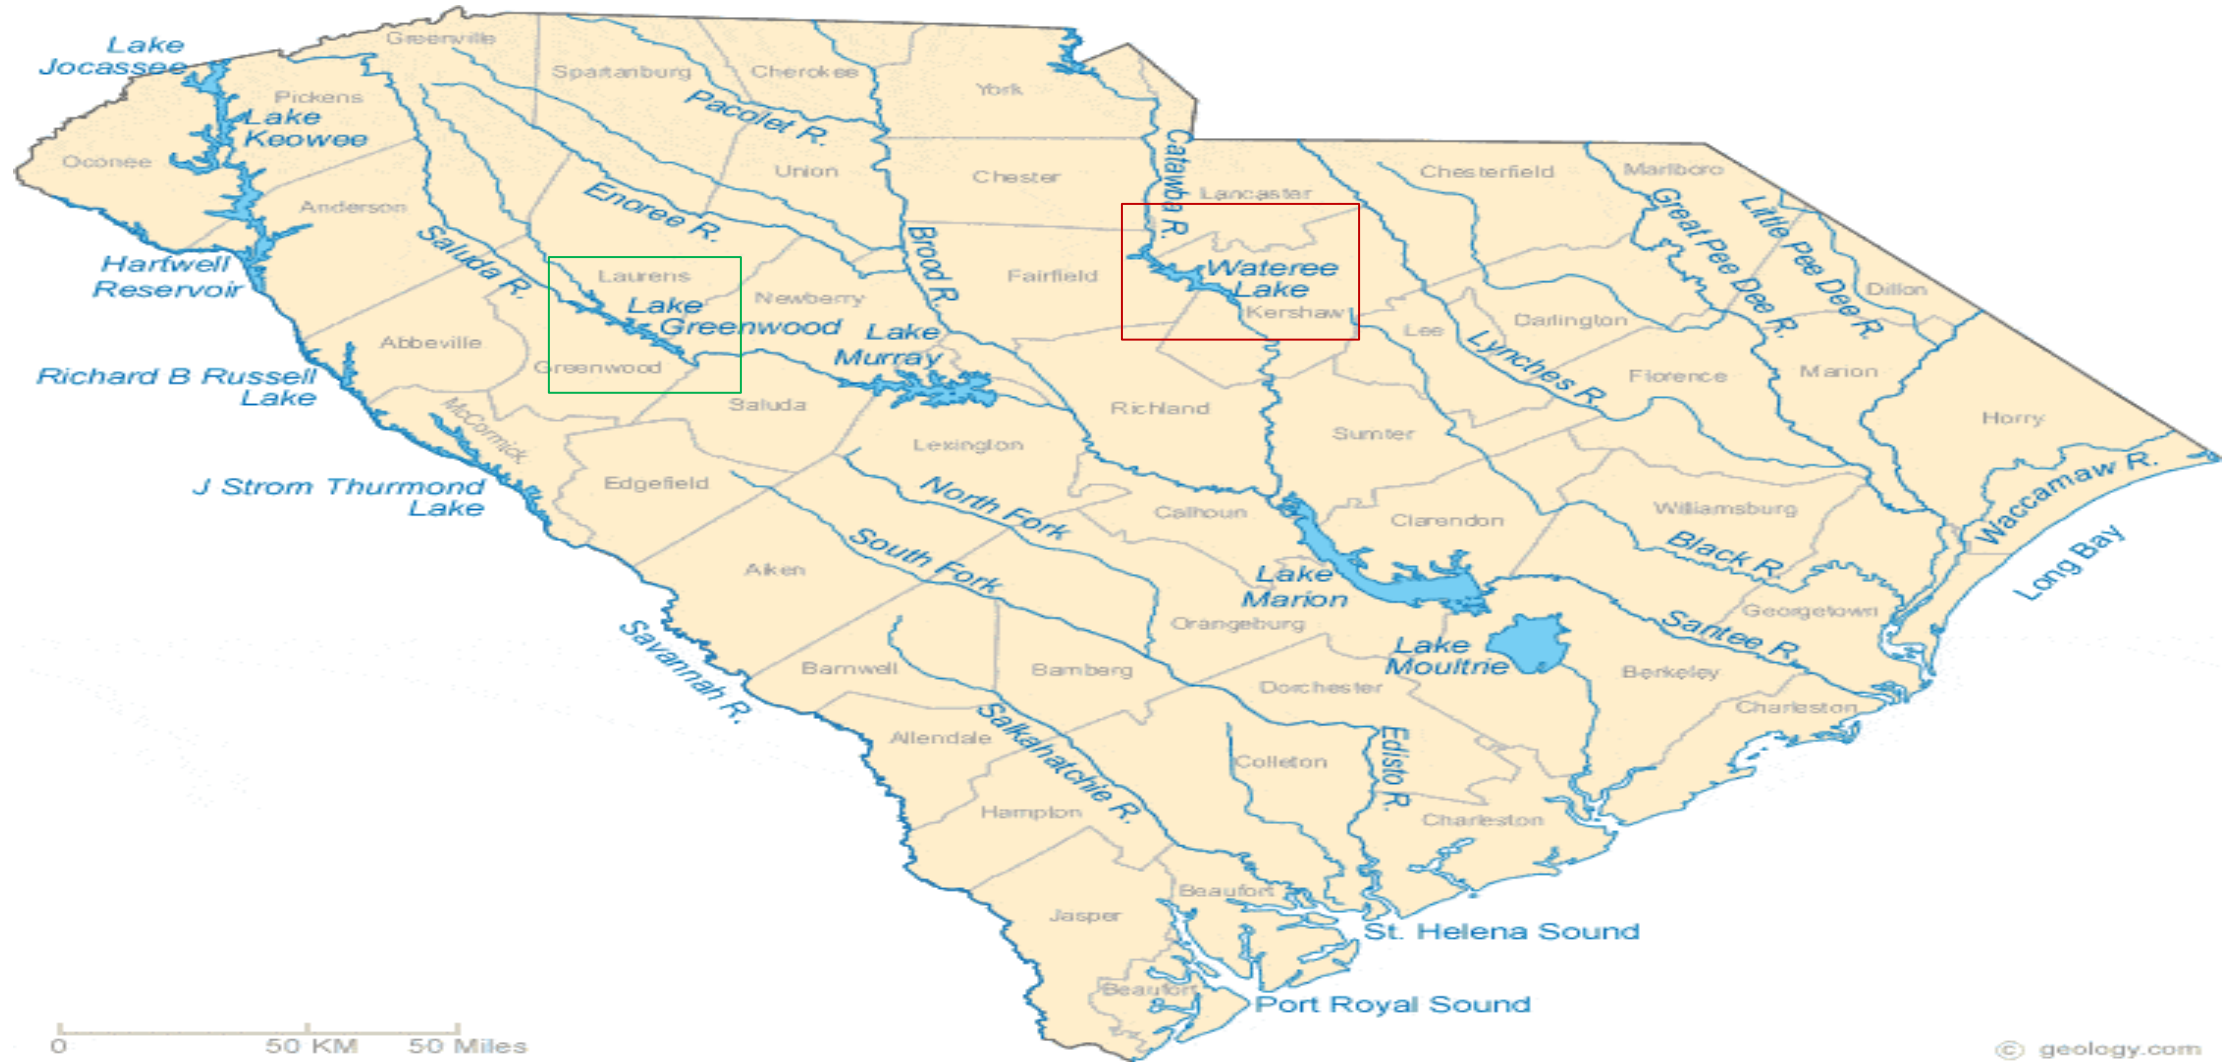 Greenville
Lake
Jocassee
Spartanburg
Cherokee
York
Pickens
Pacolet R.
Lake
Keowee
Catawba R.
Oconee
Union
Chester
Chesterfield
Marlboro
Lancaster
Anderson
Enoree R.
Great Pee Dee R.
Little Pee Dee R.
Saluda R.
Brood R.
Hartwell
Reservoir
Laurens
Fairfield
Wateree
Lake
Newberry
Dillon
Lake
Greenwood
Kershaw
Lee
Darlington
Abbeville
Lake
Murray
Lynches R.
Greenwood
Richard B Russell
Lake
Florence
Marion
Saluda
Richland
McCormick
Horry
Sumter
Lexington
Waccamaw R.
Edgefield
J Strom Thurmond
Lake
North Fork
Calhoun
Clarendon
Williamsburg
South Fork
Black R.
Long Bay
Aiken
Lake
Marion
Orangeburg
Georgetown
Santee R.
Savannah R.
Lake
Moultrie
Barnwell
Bamberg
Berkeley
Dorchester
Charleston
Salkahatchie R.
Allendale
Edisto R.
Colleton
Hampton
Charleston
Beaufort
Jasper
St. Helena Sound
Beaufort
Port Royal Sound
0 50 KM 50 Miles
© geology.com